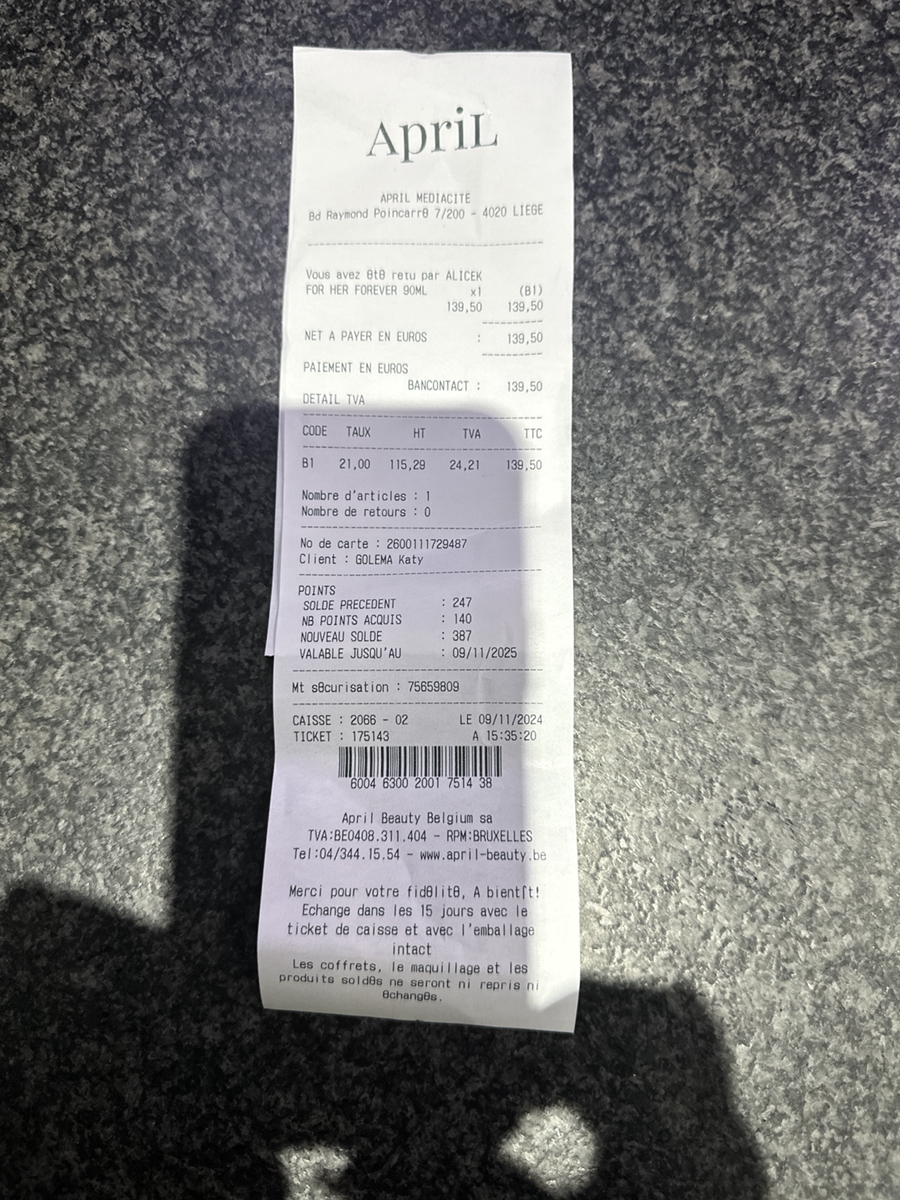 ApriL
APRIL MEDIACITE
Bd Raymond Poincarrθ 7/200 - 4020 LIEGE
Vous avez θtθ retu par ALICEK
FOR HER FOREVER 90ML x1 (B1)
139,50 139,50
NET A PAYER EN EUROS : 139,50
PAIEMENT EN EUROS
BANCONTACT : 139,50
DETAIL TVA
CODE TAUX HT TVA TTC
B1 21,00 115,29 24,21 139,50
Nombre d'articles : 1
Nombre de retours : 0
No de carte : 2600111729487
Client : GOLEMA Katy
POINTS
SOLDE PRECEDENT : 247
NB POINTS ACQUIS : 140
NOUVEAU SOLDE : 387
VALABLE JUSQU'AU : 09/11/2025
Mt sθcurisation : 75659809
CAISSE : 2066 - 02 LE 09/11/2024
TICKET : 175143 A 15:35:20
6004 6300 2001 7514 38
April Beauty Belgium sa
TVA:BE0408.311.404 - RPM:BRUXELLES
Tel:04/344.15.54 - www.april-beauty.be
Merci pour votre fidθlitθ, A bientſt!
Echange dans les 15 jours avec le
ticket de caisse et avec l'emballage
intact
Les coffrets, le maquillage et les
produits soldθs ne seront ni repris ni
θchangθs.